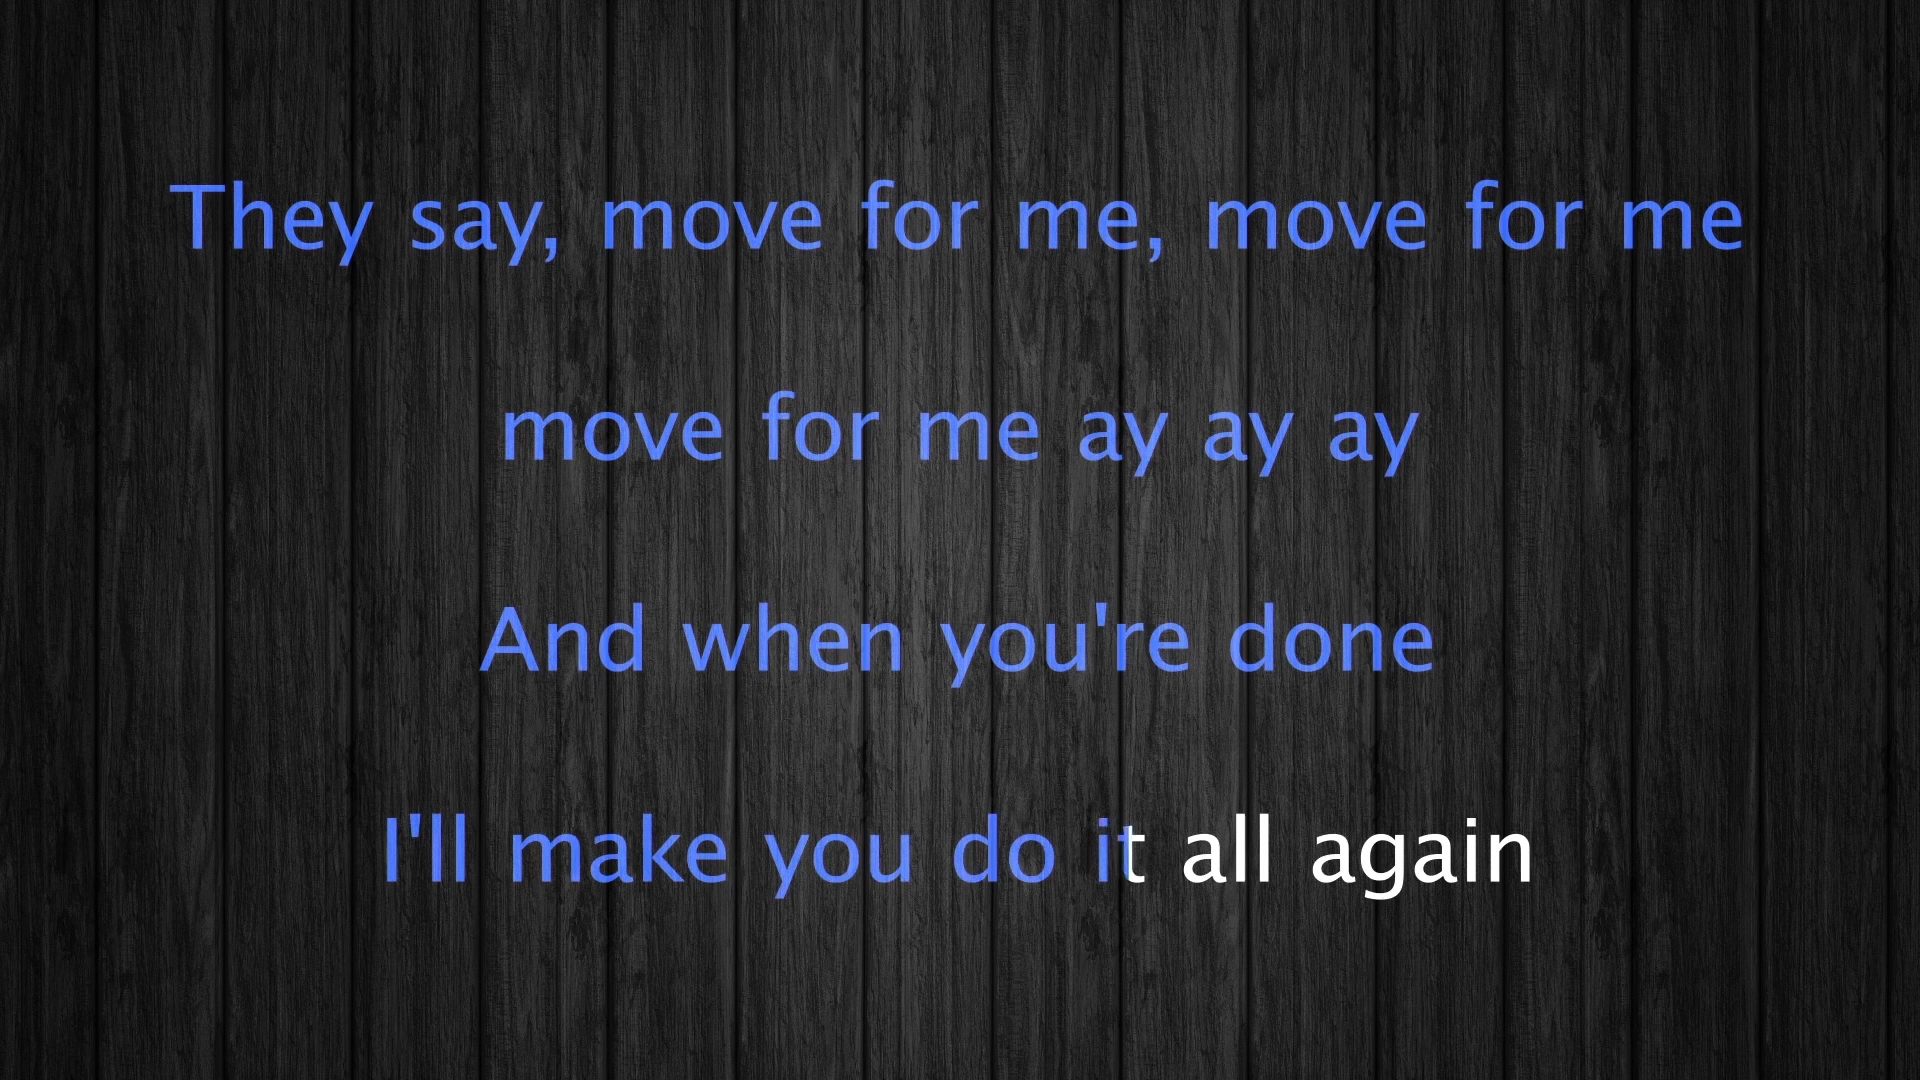 They say, move for me, move for me
move for me ay ay ay
And when you're done
I'll make you do it all again